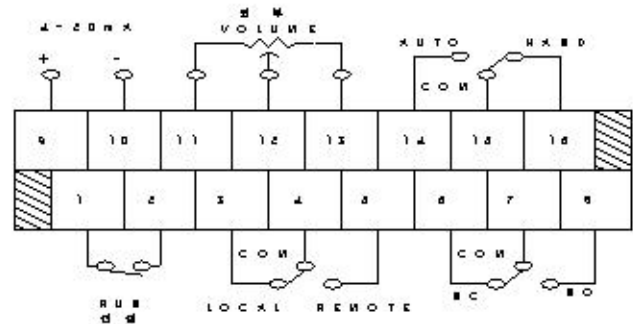 4-20mA
VOLUME
AUTO HAND
+ -
COM
9 10 11 12 13 14 15 16
1 2 3 4 5 6 7 8
COM COM
NC NO
RUN LOCAL REMOTE